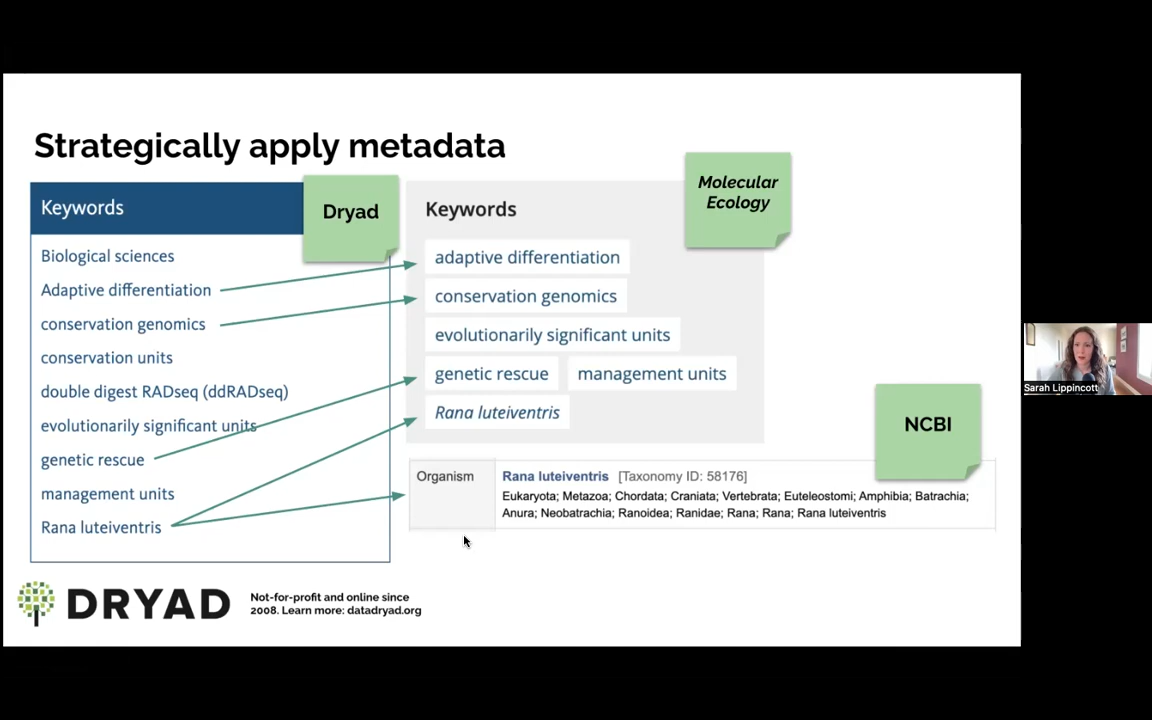 Strategically apply metadata
Keywords
Dryad
Biological sciences
Adaptive differentiation
conservation genomics
conservation units
double digest RADseq (ddRADseq)
evolutionarily significant units
genetic rescue
management units
Rana luteiventris
Keywords
Molecular
Ecology
adaptive differentiation
conservation genomics
evolutionarily significant units
genetic rescue management units
Rana luteiventris
NCBI
Organism Rana luteiventris [Taxonomy ID: 58176]
Eukaryota; Metazoa; Chordata; Craniata; Vertebrata; Euteleostomi; Amphibia; Batrachia;
Anura; Neobatrachia; Ranoidea; Ranidae; Rana; Rana; Rana luteiventris
DRYAD
Not-for-profit and online since
2008. Learn more: datadryad.org
Sarah Lippincott